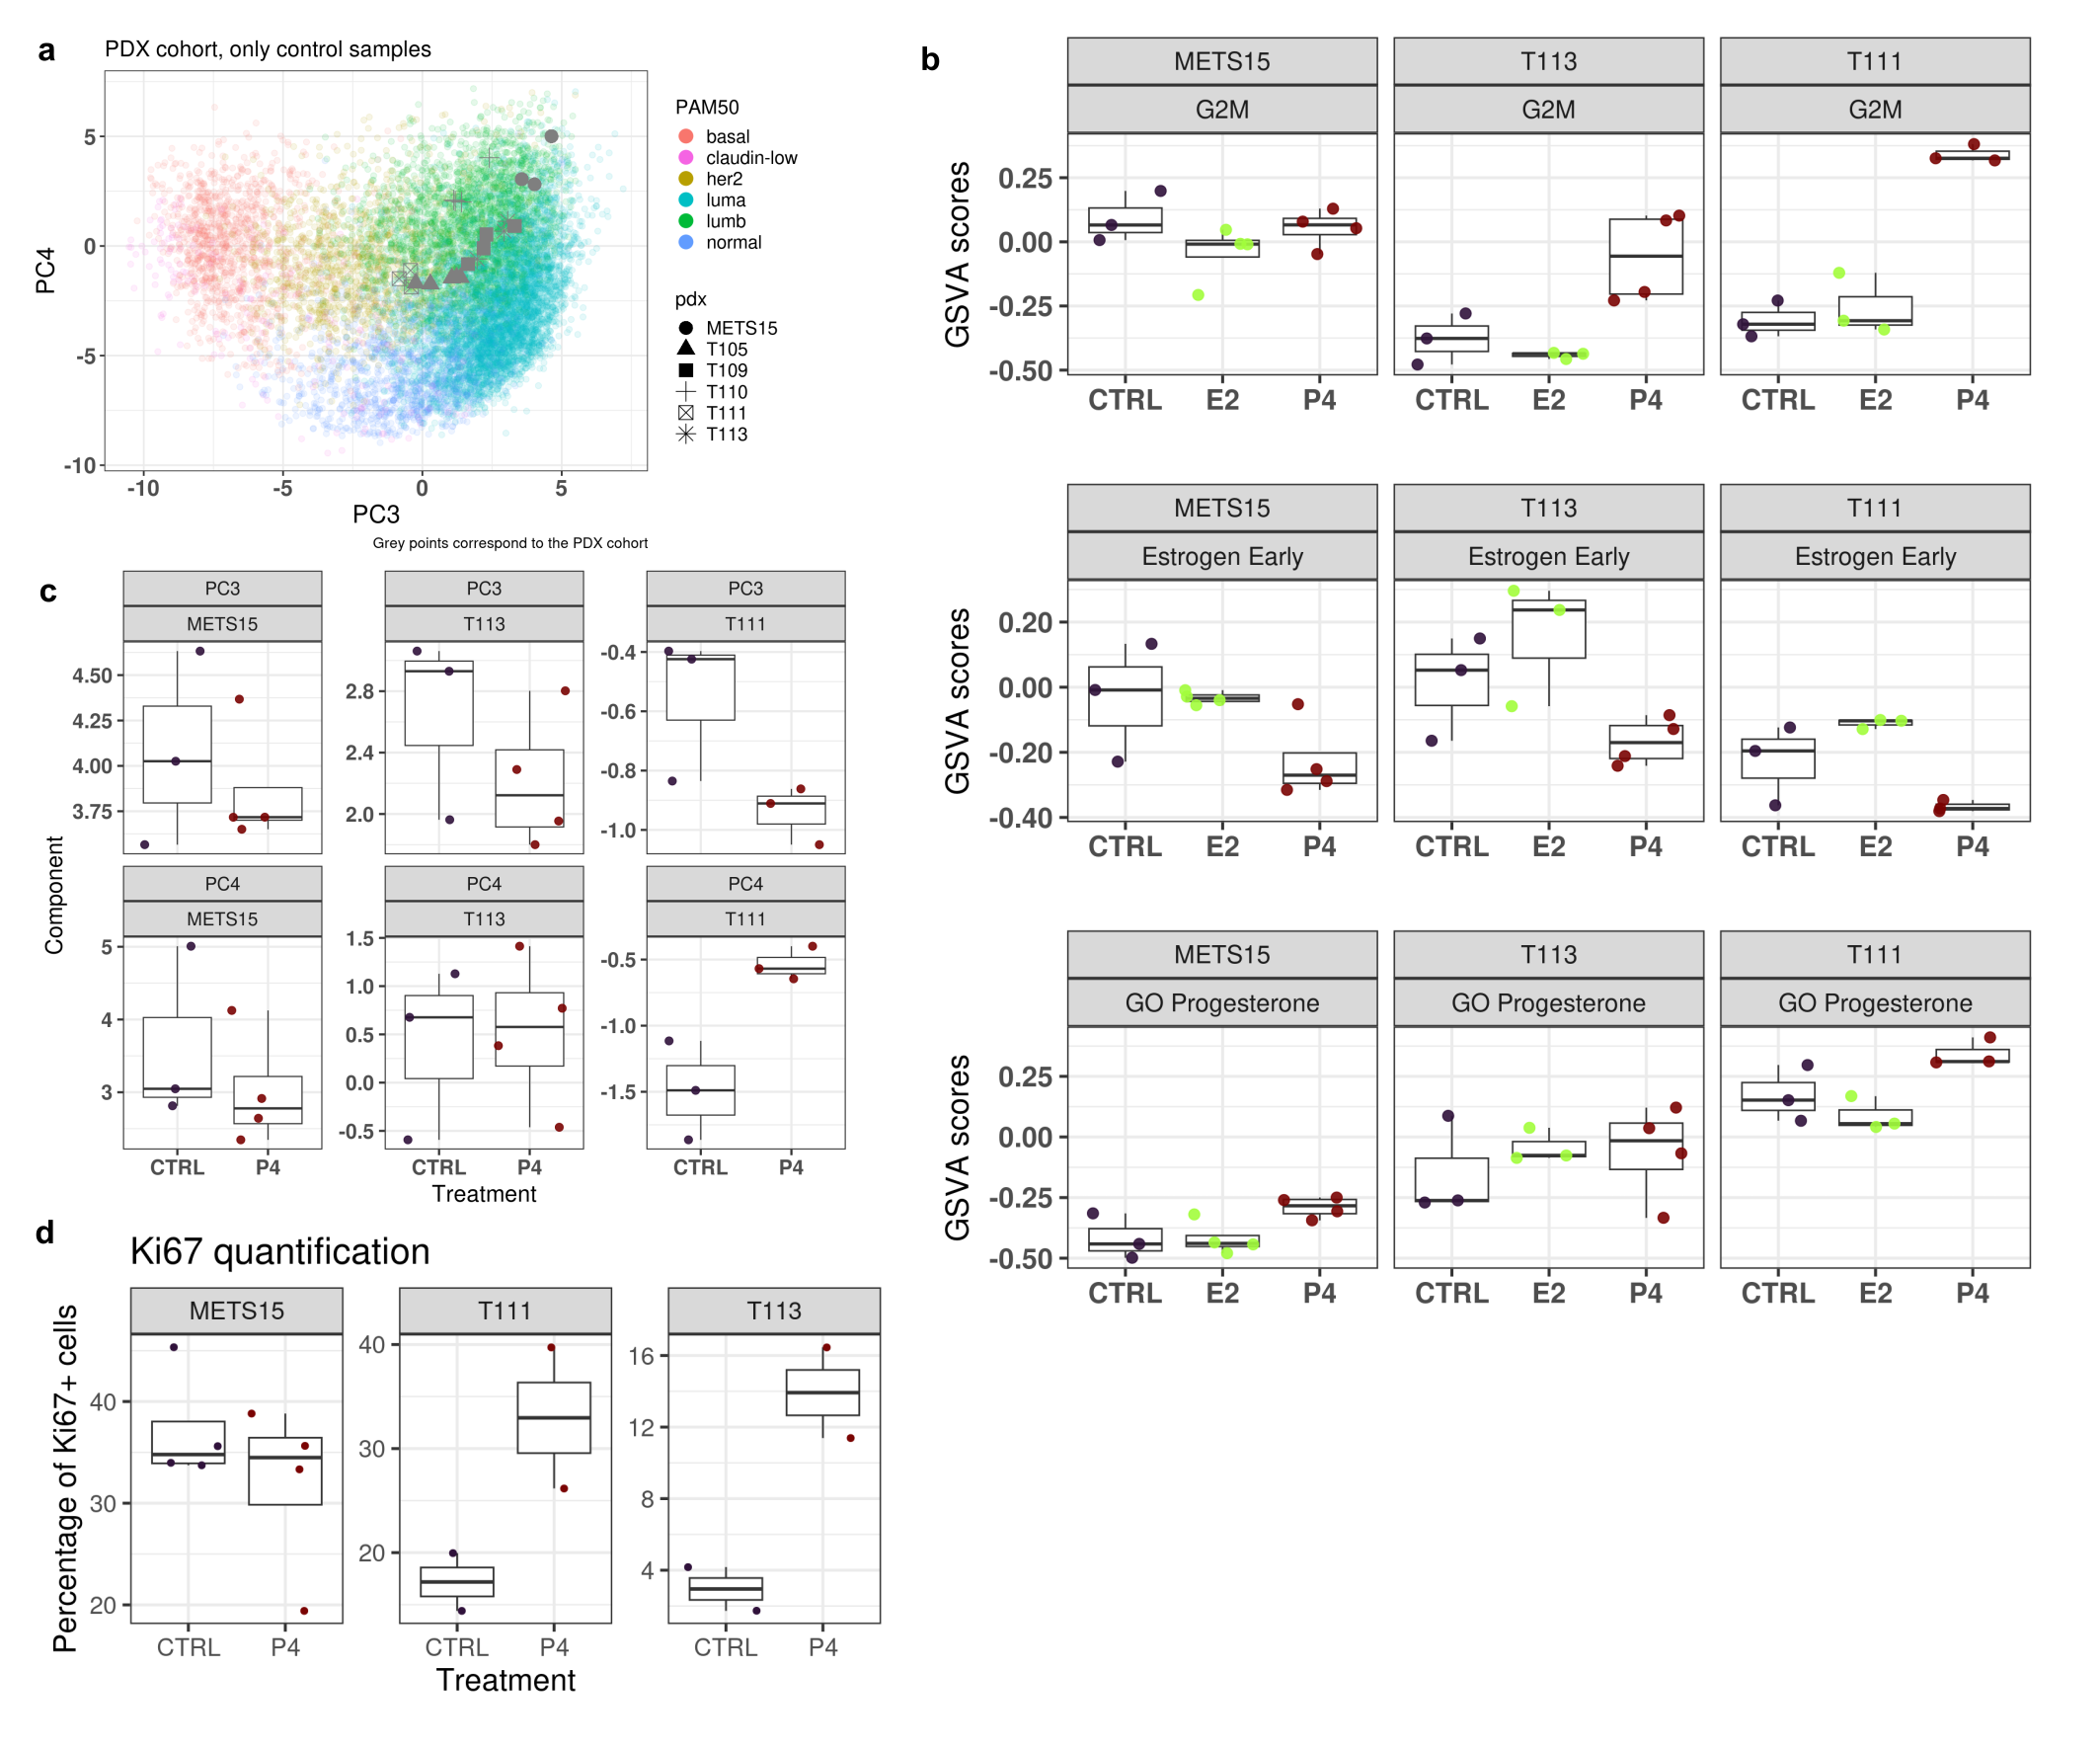 a
PDX cohort, only control samples
PC4
5
0
-5
-10
-10 -5 0 5
PC3
Grey points correspond to the PDX cohort
PAM50
basal
claudin-low
her2
luma
lumb
normal
pdx
METS15
T105
T109
T110
T111
T113
b
METS15 T113 T111
G2M G2M G2M
GSVA scores
0.25
0.00
-0.25
-0.50
CTRL E2 P4 CTRL E2 P4 CTRL E2 P4
METS15 T113 T111
Estrogen Early Estrogen Early Estrogen Early
GSVA scores
0.20
0.00
-0.20
-0.40
CTRL E2 P4 CTRL E2 P4 CTRL E2 P4
METS15 T113 T111
GO Progesterone GO Progesterone GO Progesterone
GSVA scores
0.25
0.00
-0.25
-0.50
CTRL E2 P4 CTRL E2 P4 CTRL E2 P4
c
Component
PC3 PC3 PC3
METS15 T113 T111
4.50
4.25
4.00
3.75
2.8
2.4
2.0
-0.4
-0.6
-0.8
-1.0
PC4 PC4 PC4
METS15 T113 T111
5
4
3
1.5
1.0
0.5
0.0
-0.5
-0.5
-1.0
-1.5
CTRL P4 CTRL P4 CTRL P4
Treatment
d
Ki67 quantification
Percentage of Ki67+ cells
METS15 T111 T113
40
30
20
40
30
20
16
12
8
4
CTRL P4 CTRL P4 CTRL P4
Treatment